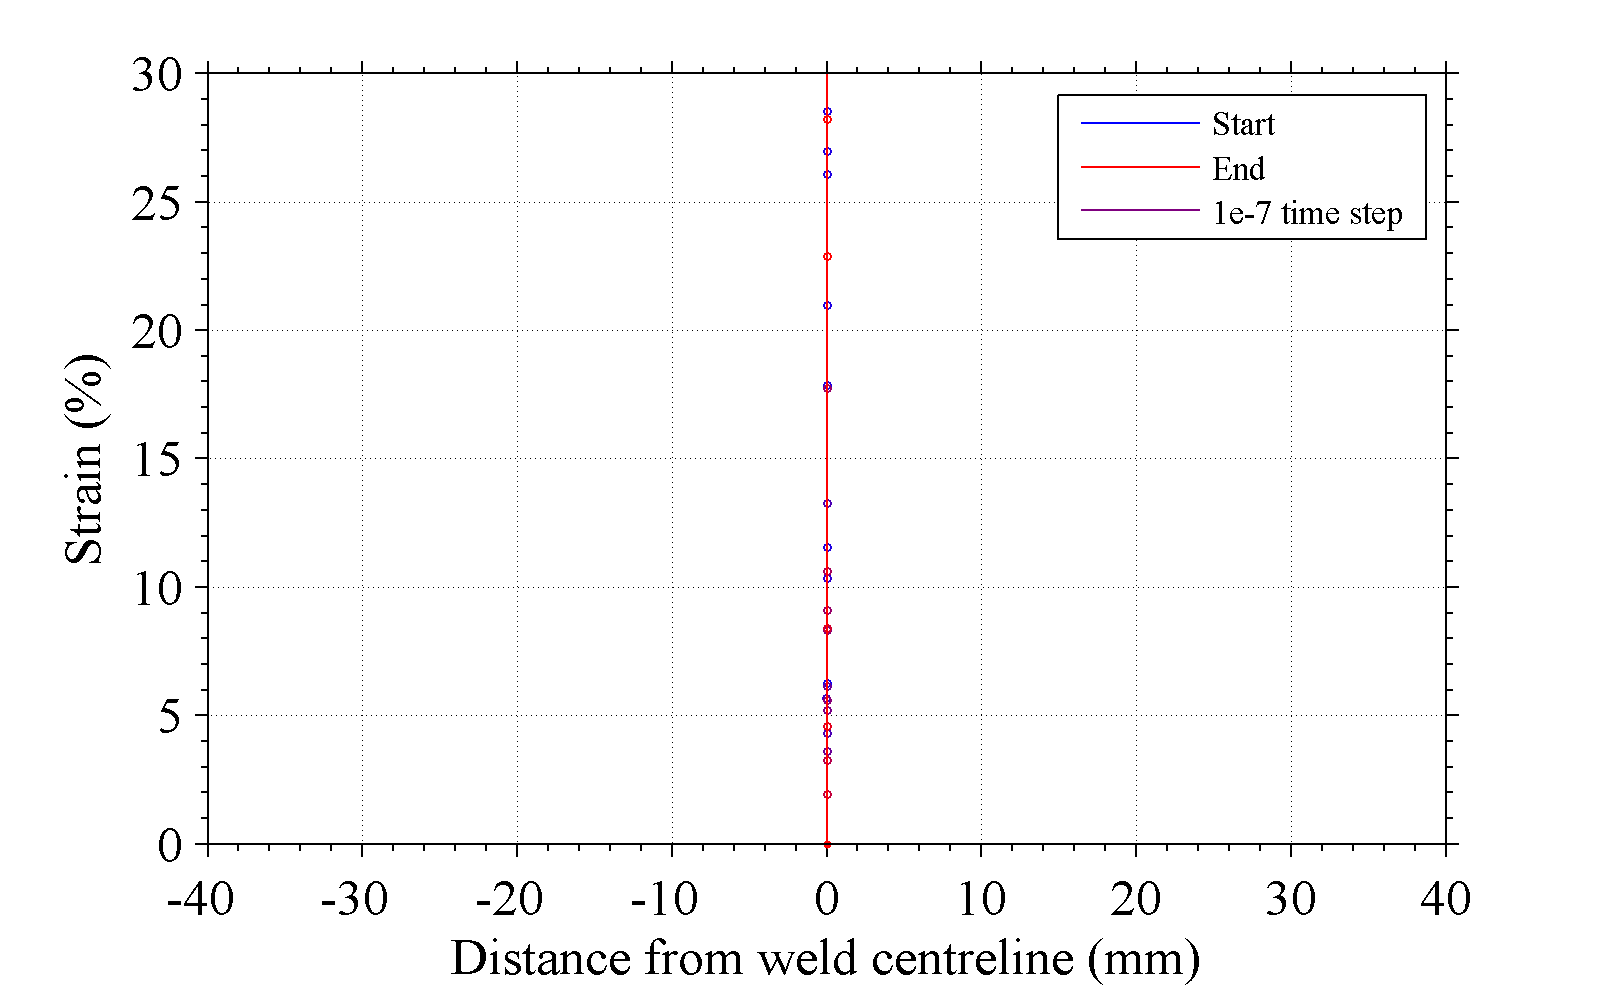 30
25
20
15
10
5
0
Strain (%)
Start
End
1e-7 time step
-40 -30 -20 -10 0 10 20 30 40
Distance from weld centreline (mm)